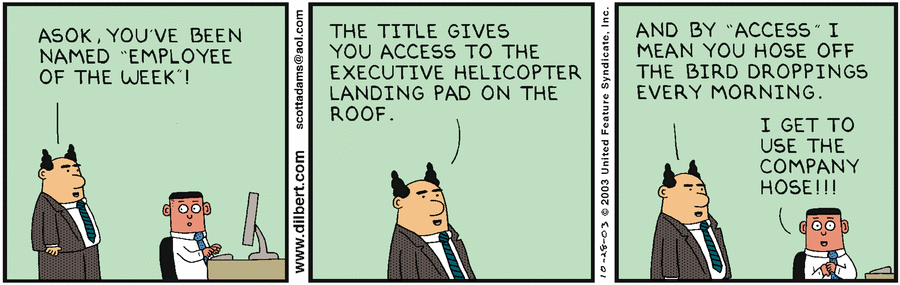 ASOK, YOU'VE BEEN
NAMED "EMPLOYEE
OF THE WEEK"!
www.dilbert.com
scottadams@aol.com
THE TITLE GIVES
YOU ACCESS TO THE
EXECUTIVE HELICOPTER
LANDING PAD ON THE
ROOF.
10-28-03 © 2003 United Feature Syndicate, Inc.
AND BY "ACCESS" I
MEAN YOU HOSE OFF
THE BIRD DROPPINGS
EVERY MORNING.
I GET TO
USE THE
COMPANY
HOSE!!!